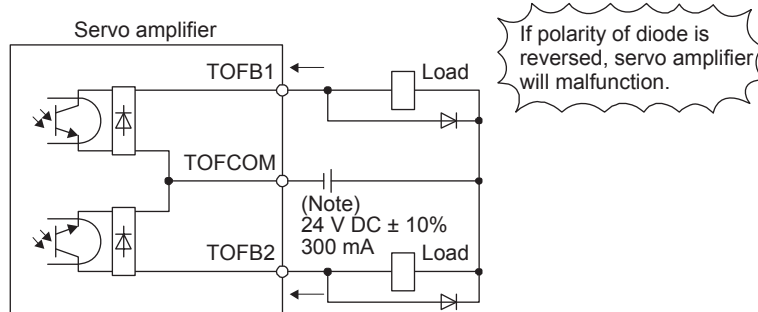 Servo amplifier
If polarity of diode is
reversed, servo amplifier
will malfunction.
TOFB1
Load
TOFCOM
(Note)
24 V DC ± 10%
300 mA
TOFB2
Load